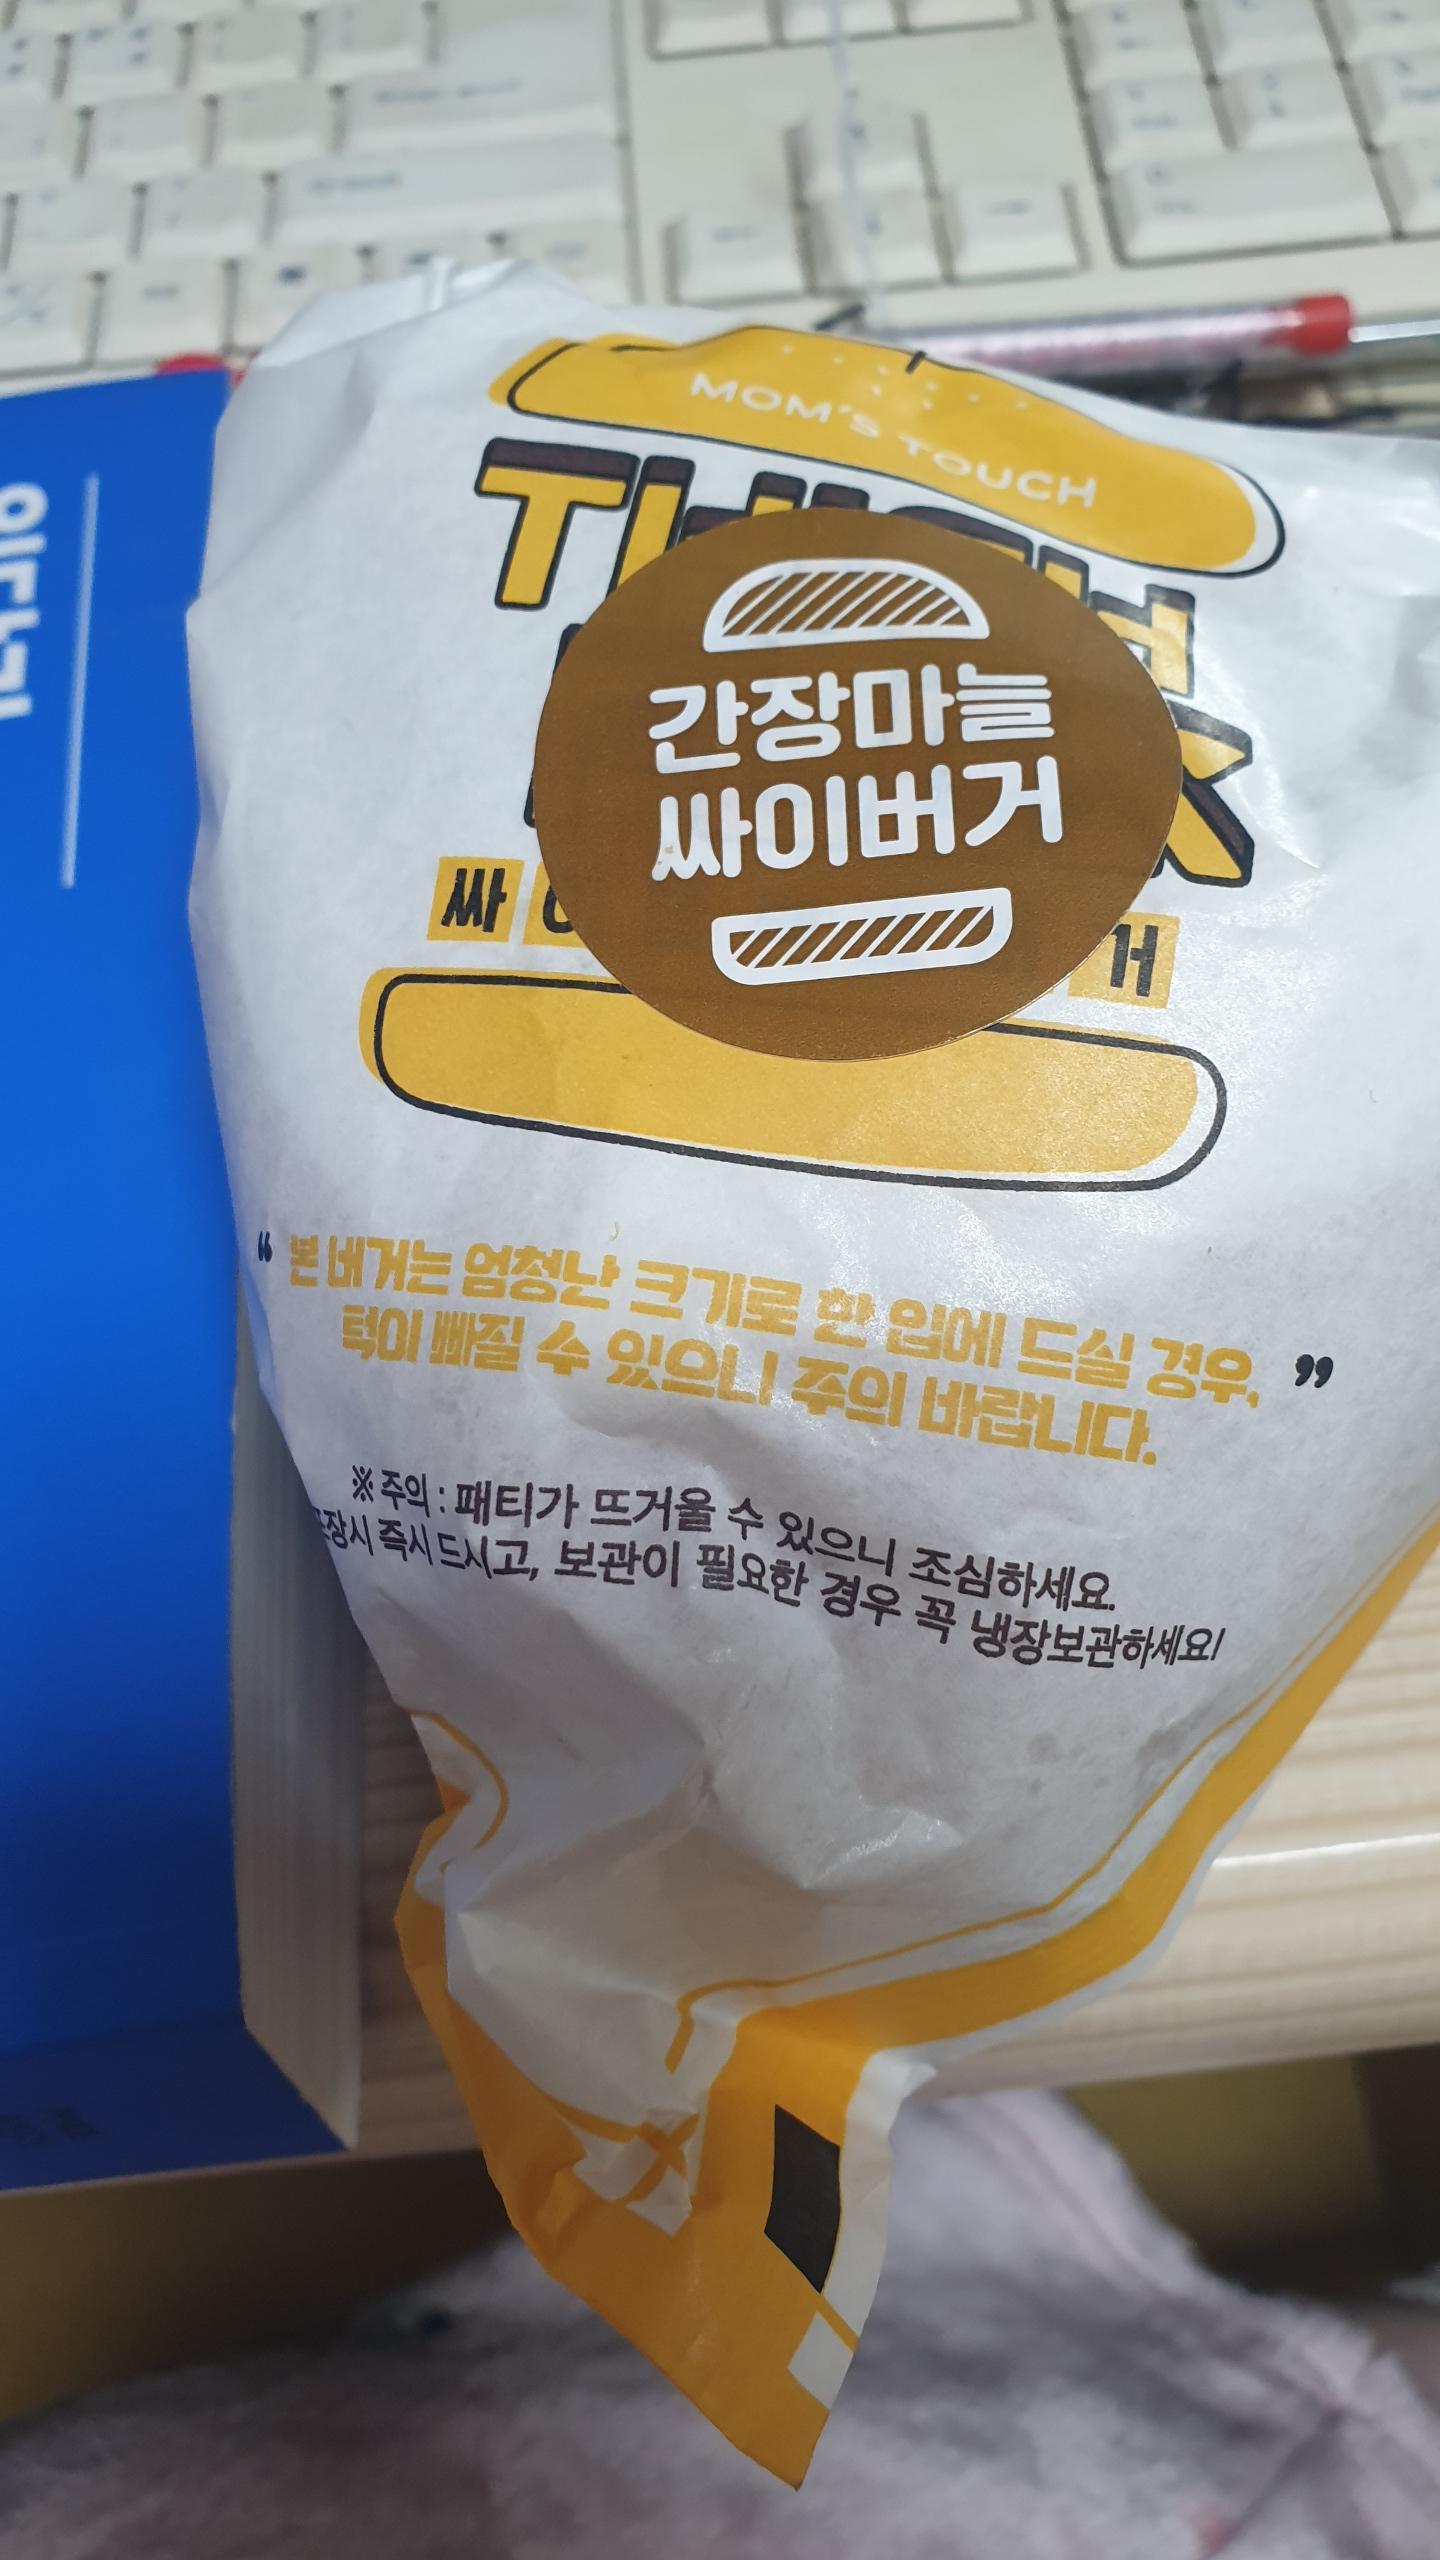 MOM'S TOUCH
간장마늘
싸이버거
싸
거
“ 본 버거는 엄청난 크기로 한 입에 드실 경우,
턱이 빠질 수 있으니 주의 바랍니다. ”
※ 주의 : 패티가 뜨거울 수 있으니 조심하세요.
포장시 즉시 드시고, 보관이 필요한 경우 꼭 냉장보관하세요!